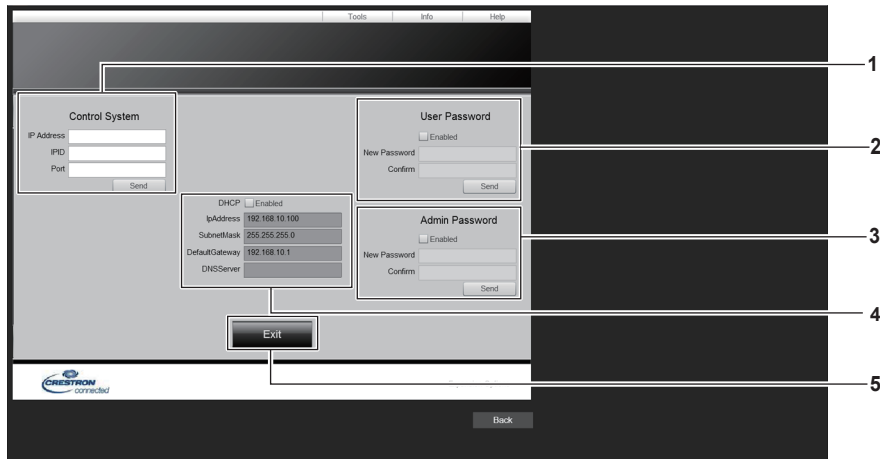 Tools Info Help
1
Control System
IP Address
IPID
Port
Send
User Password
Enabled
New Password
Confirm
Send
2
DHCP Enabled
IpAddress 192.168.10.100
SubnetMask 255.255.255.0
DefaultGateway 192.168.10.1
DNSServer
Admin Password
Enabled
New Password
Confirm
Send
3
4
Exit
5
CRESTRON
connected
Back